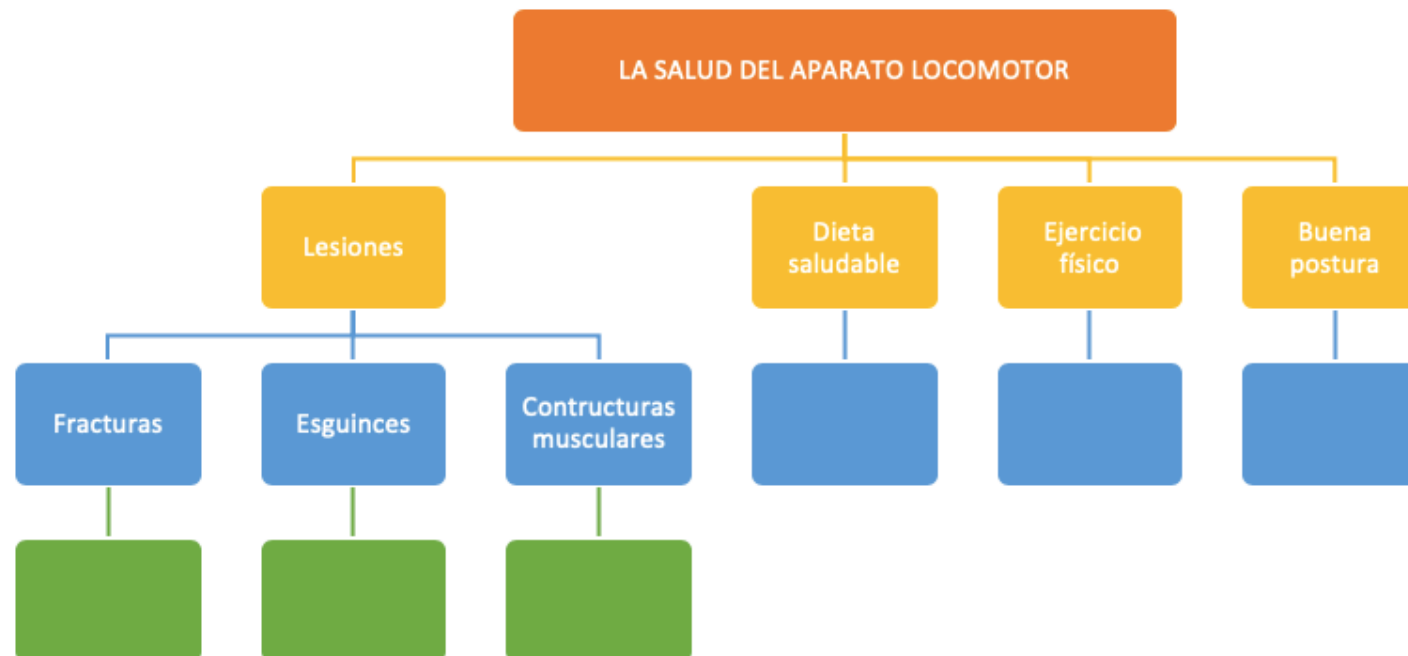 LA SALUD DEL APARATO LOCOMOTOR
Lesiones
Dieta
saludable
Ejercicio
físico
Buena
postura
Fracturas
Esguinces
Contructuras
musculares